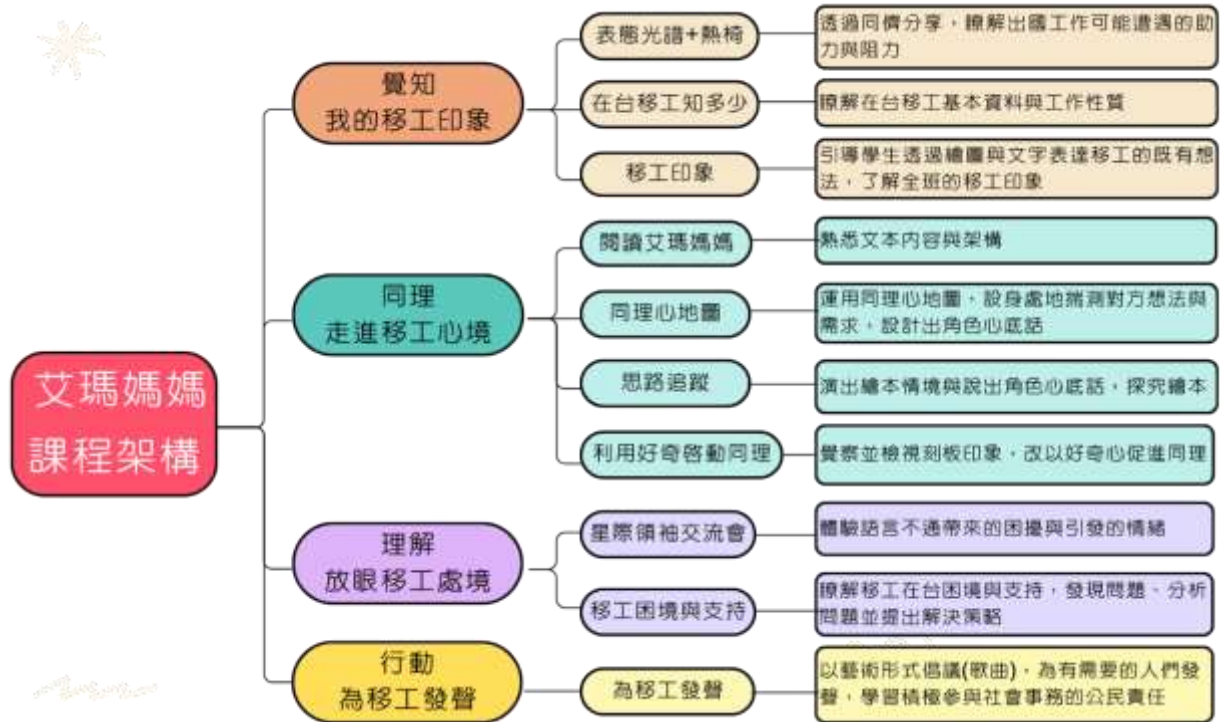 艾瑪媽媽
課程架構
覺知
我的移工印象
表態光譜+熱椅
透過同儕分享，瞭解出國工作可能遭遇的助
力與阻力
在台移工知多少
瞭解在台移工基本資料與工作性質
移工印象
引導學生透過繪圖與文字表達移工的既有想
法，了解全班的移工印象
同理
走進移工心境
閱讀艾瑪媽媽
熟悉文本內容與架構
同理心地圖
運用同理心地圖，設身處地揣測對方想法與
需求，設計出角色心底話
思路追蹤
演出繪本情境與說出角色心底話，探究繪本
利用好奇啓動同理
覺察並檢視刻板印象，改以好奇心促進同理
理解
放眼移工處境
星際領袖交流會
體驗語言不通帶來的困擾與引發的情緒
移工困境與支持
瞭解移工在台困境與支持，發現問題、分析
問題並提出解決策略
行動
為移工發聲
為移工發聲
以藝術形式倡議(歌曲)，為有需要的人們發
聲，學習積極參與社會事務的公民責任